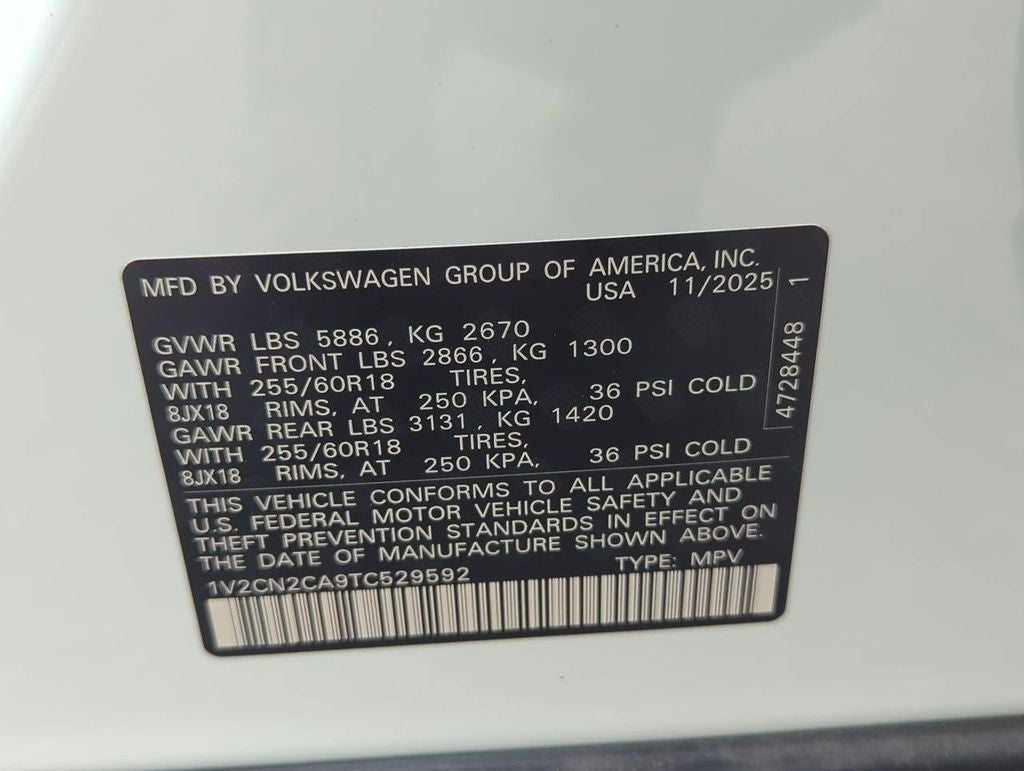 MFD BY VOLKSWAGEN GROUP OF AMERICA, INC.
USA 11/2025
GVWR LBS 5886, KG 2670
GAWR FRONT LBS 2866, KG 1300
WITH 255/60R18 TIRES,
8JX18 RIMS, AT 250 KPA, 36 PSI COLD
GAWR REAR LBS 3131, KG 1420
WITH 255/60R18 TIRES,
8JX18 RIMS, AT 250 KPA, 36 PSI COLD
THIS VEHICLE CONFORMS TO ALL APPLICABLE
U.S. FEDERAL MOTOR VEHICLE SAFETY AND
THEFT PREVENTION STANDARDS IN EFFECT ON
THE DATE OF MANUFACTURE SHOWN ABOVE.
1V2CN2CA9TC529592 TYPE: MPV
4728448 1